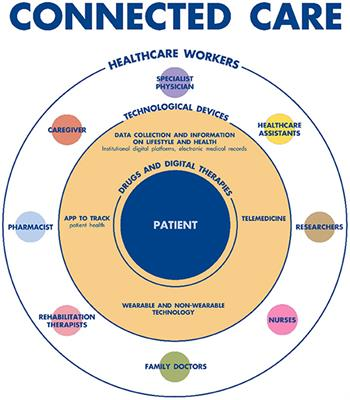 CONNECTED CARE
HEALTHCARE WORKERS
SPECIALIST
PHYSICIAN
TECHNOLOGICAL DEVICES
CAREGIVER
HEALTHCARE
ASSISTANTS
DATA COLLECTION AND INFORMATION
ON LIFESTYLE AND HEALTH
Institutional digital platforms, electronic medical records
DRUGS AND DIGITAL THERAPIES
PHARMACIST
APP TO TRACK
patient health
PATIENT
TELEMEDICINE
RESEARCHERS
WEARABLE AND NON-WEARABLE
TECHNOLOGY
REHABILITATION
THERAPISTS
NURSES
FAMILY DOCTORS